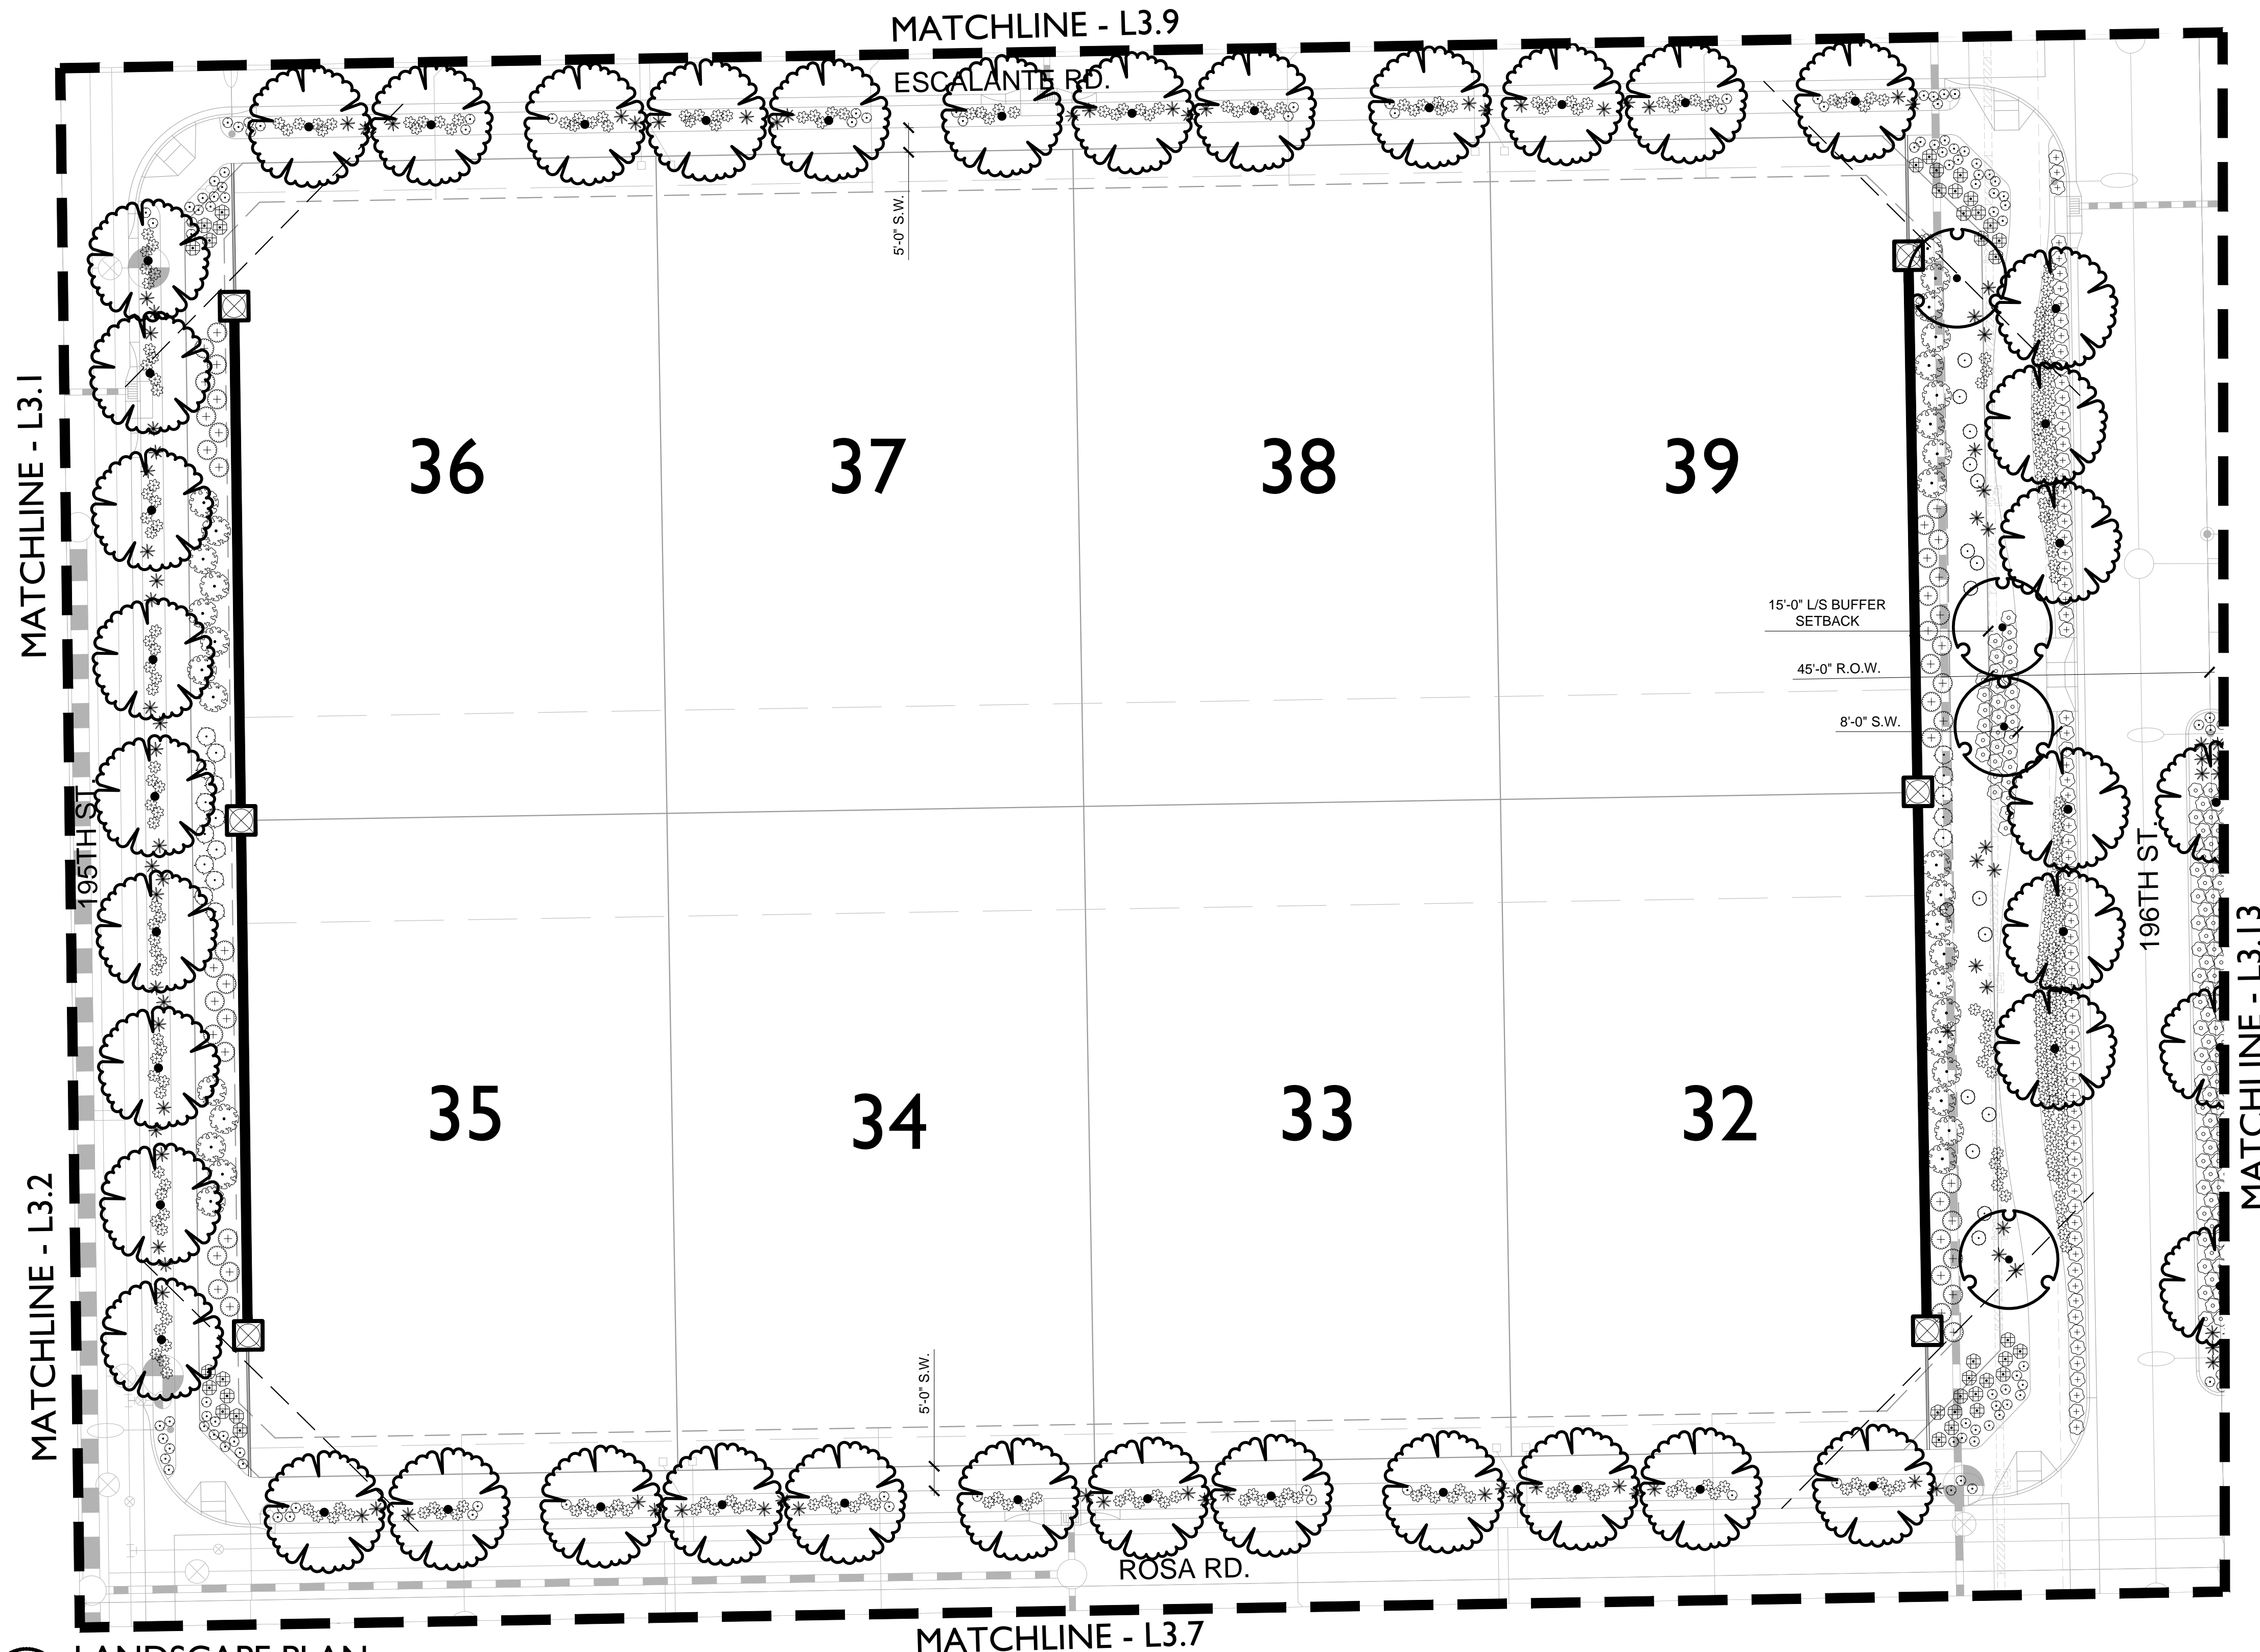 MATCHLINE - L3.9
ESCALANTE RD.
5'-0" S.W.
MATCHLINE - L3.1
36
37
38
39
15'-0" L/S BUFFER
SETBACK
45'-0" R.O.W.
8'-0" S.W.
195TH ST.
196TH ST.
MATCHLINE - L3.13
35
34
33
32
MATCHLINE - L3.2
5'-0" S.W.
ROSA RD.
MATCHLINE - L3.7
LANDSCAPE PLAN